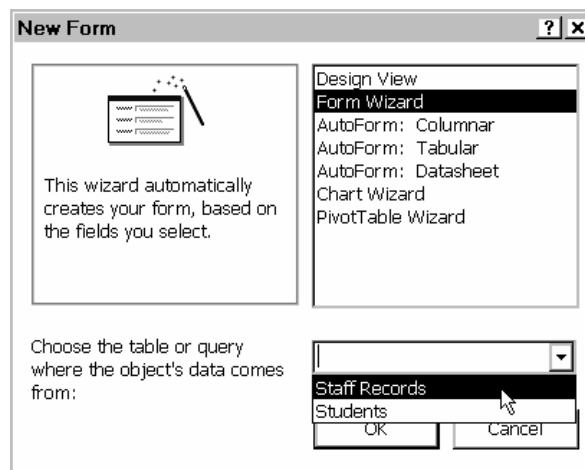 New Form
Design View
Form Wizard
AutoForm: Columnar
AutoForm: Tabular
AutoForm: Datasheet
Chart Wizard
PivotTable Wizard
This wizard automatically
creates your form, based on
the fields you select.
Choose the table or query
where the object's data comes
from:
Staff Records
Students
OK
Cancel